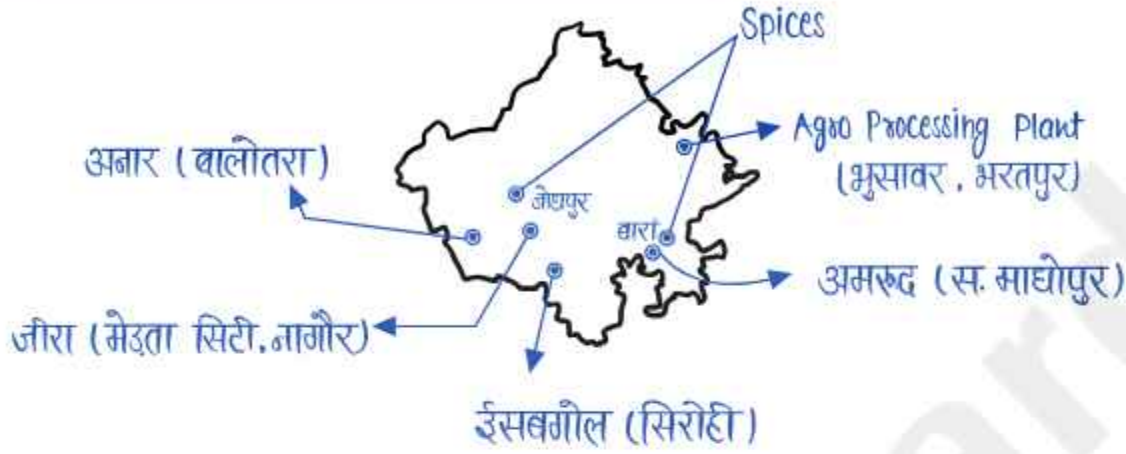 Spices
Agro Processing Plant
(भुसावर, भरतपुर)
अनार (बालोतरा)
जोधपुर
बारां
अमरूद (स. माधोपुर)
जीरा (मेड़ता सिटी, नागौर)
ईसबगोल (सिरोही)